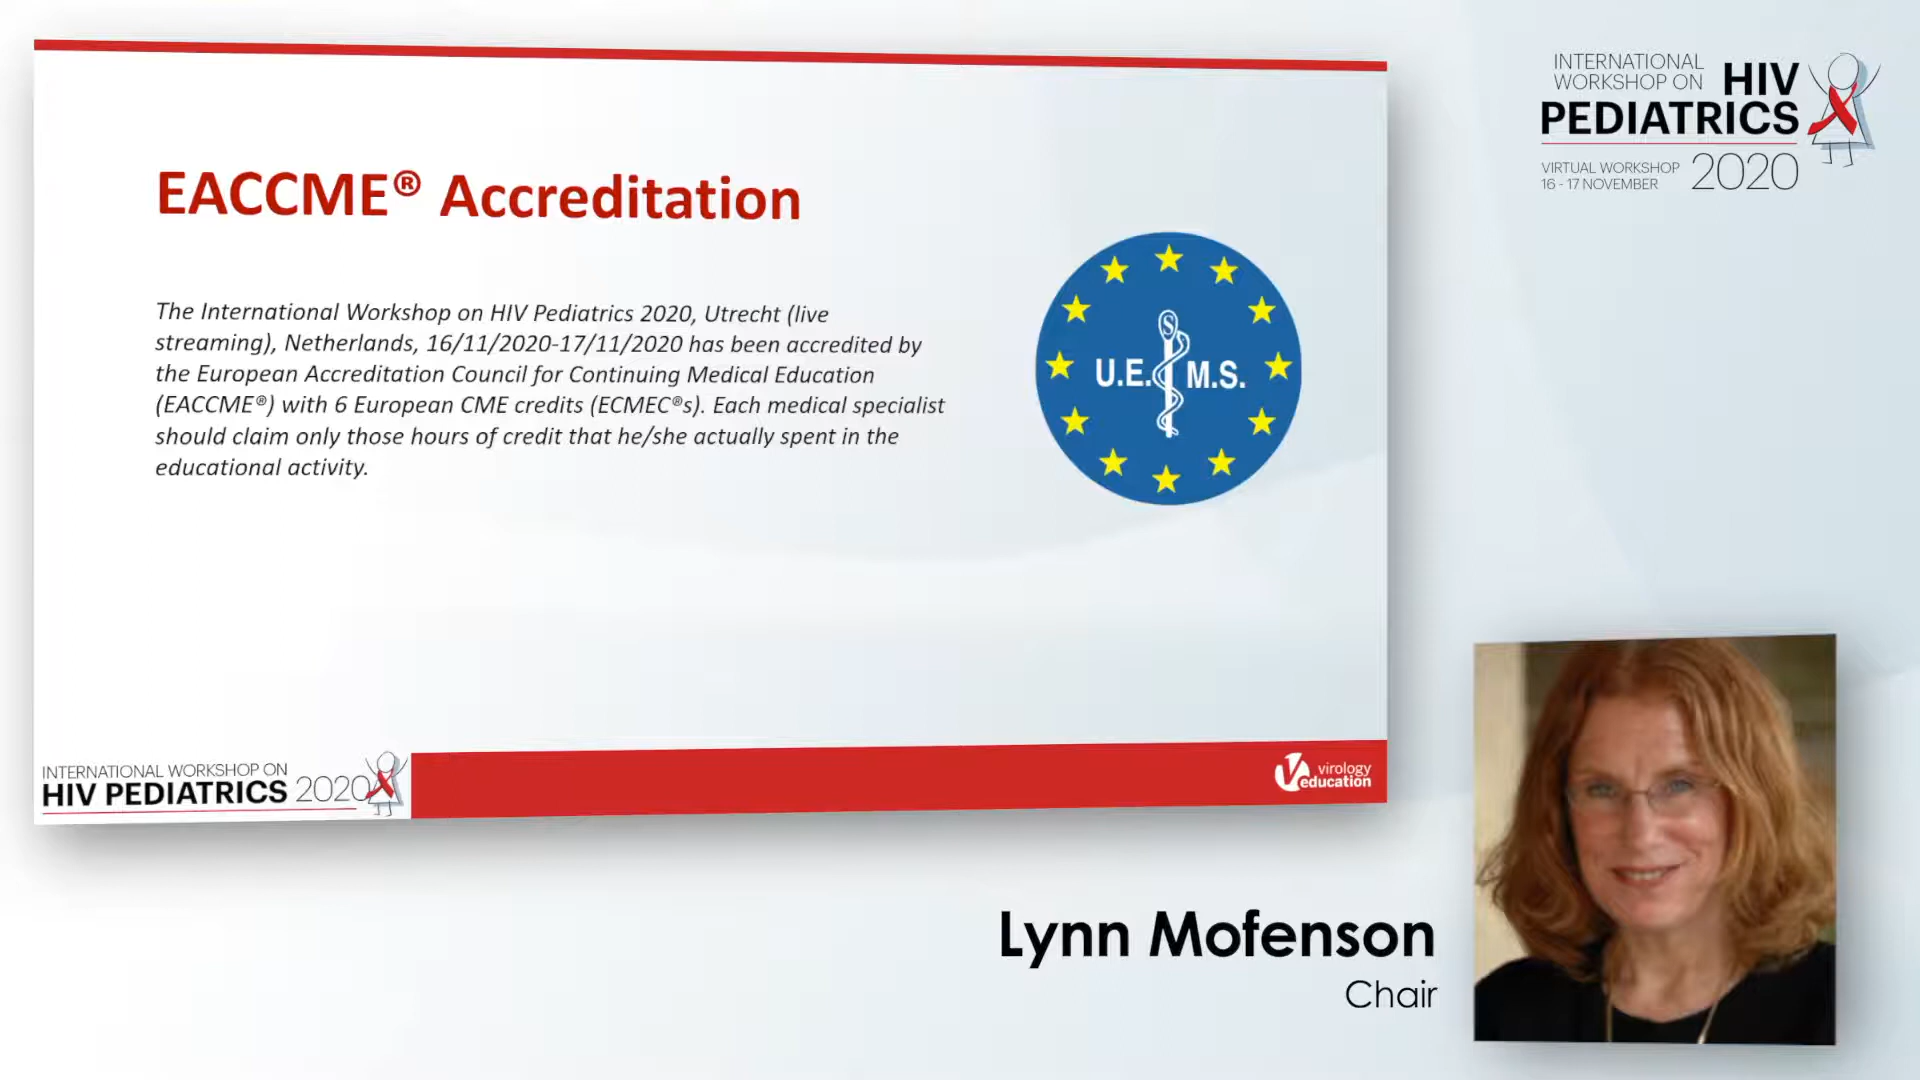 EACCME® Accreditation
The International Workshop on HIV Pediatrics 2020, Utrecht (live
streaming), Netherlands, 16/11/2020-17/11/2020 has been accredited by
the European Accreditation Council for Continuing Medical Education
(EACCME®) with 6 European CME credits (ECMEC®s). Each medical specialist
should claim only those hours of credit that he/she actually spent in the
educational activity.
U.E. M.S.
S
INTERNATIONAL WORKSHOP ON
HIV PEDIATRICS 2020
virology
education
INTERNATIONAL
WORKSHOP ON HIV
PEDIATRICS
VIRTUAL WORKSHOP
16 - 17 NOVEMBER 2020
Lynn Mofenson
Chair